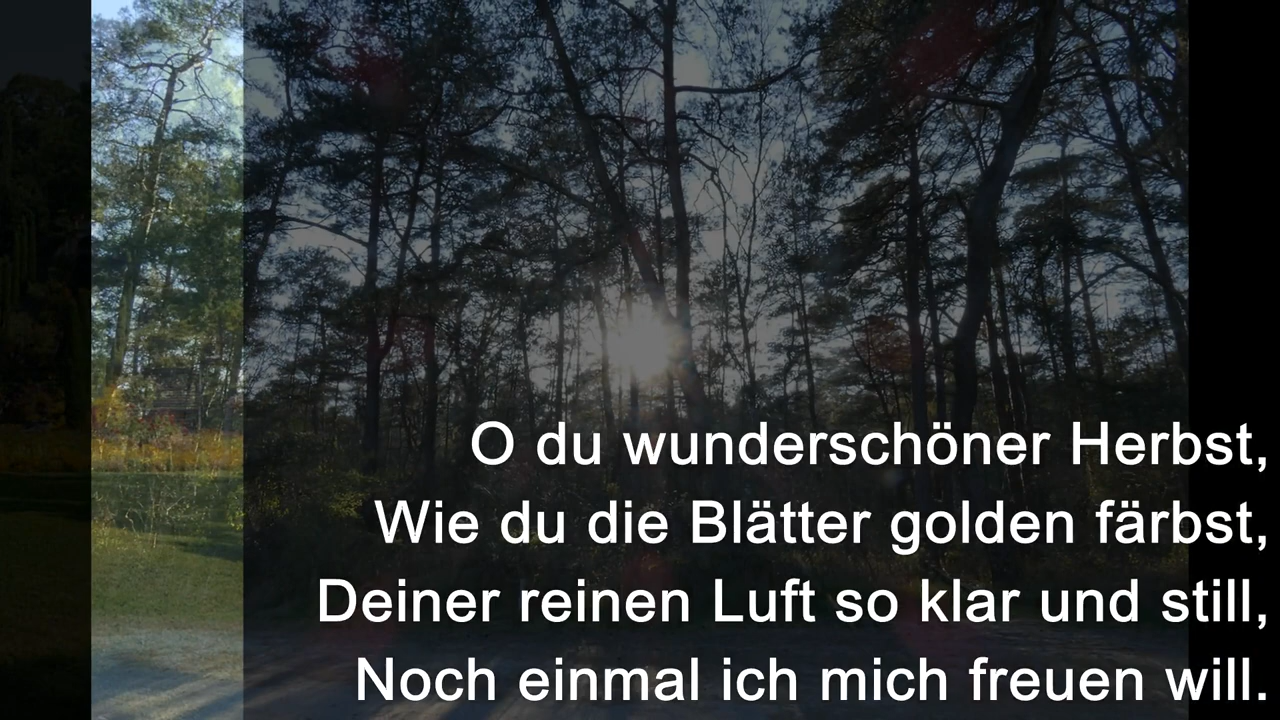 O du wunderschöner Herbst,
Wie du die Blätter golden färbst,
Deiner reinen Luft so klar und still,
Noch einmal ich mich freuen will.